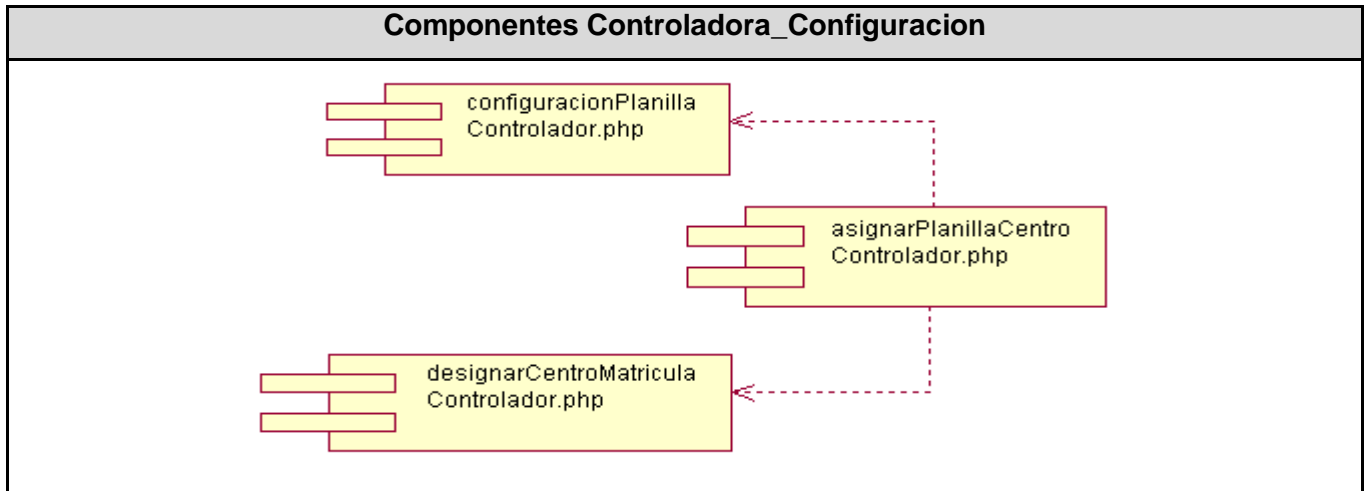 Componentes Controladora_Configuracion
configuracionPlanilla
Controlador.php
asignarPlanillaCentro
Controlador.php
designarCentroMatricula
Controlador.php